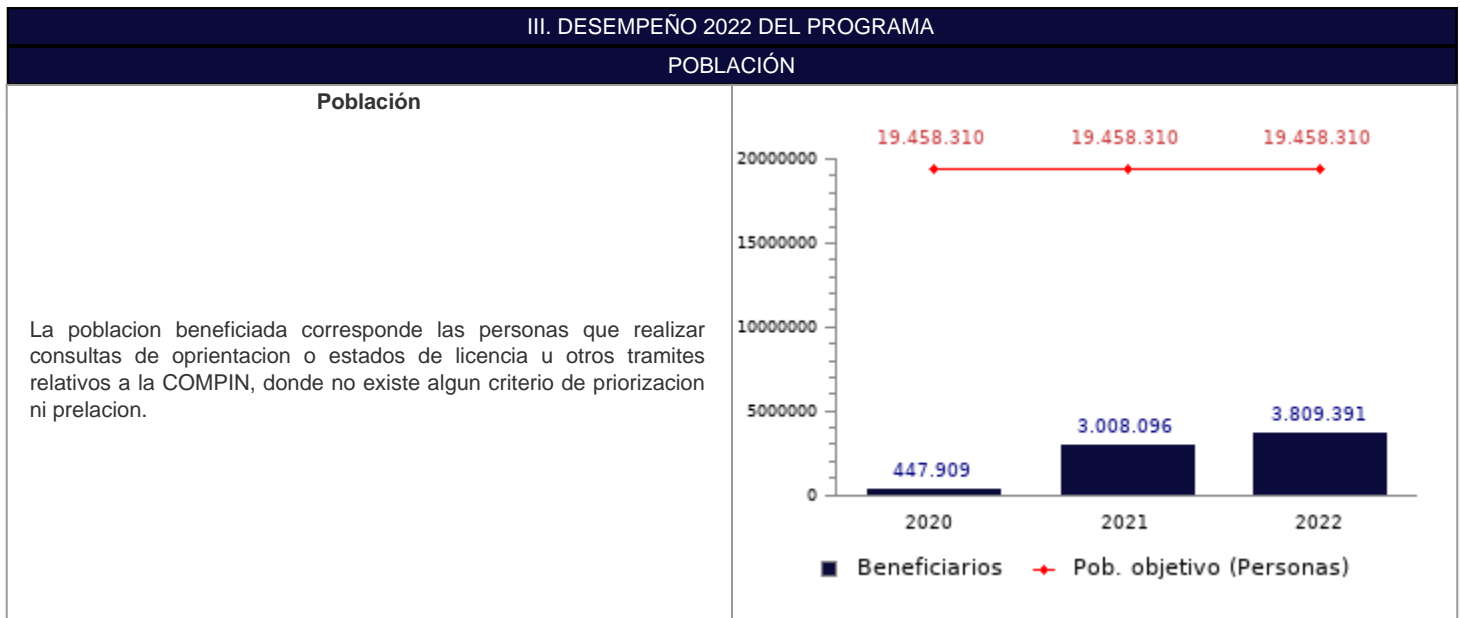 III. DESEMPEÑO 2022 DEL PROGRAMA
POBLACIÓN
Población
La poblacion beneficiada corresponde las personas que realizar
consultas de oprientacion o estados de licencia u otros tramites
relativos a la COMPIN, donde no existe algun criterio de priorizacion
ni prelacion.
19.458.310 19.458.310 19.458.310
20000000
15000000
10000000
5000000
0
447.909 3.008.096 3.809.391
2020 2021 2022
Beneficiarios Pob. objetivo (Personas)